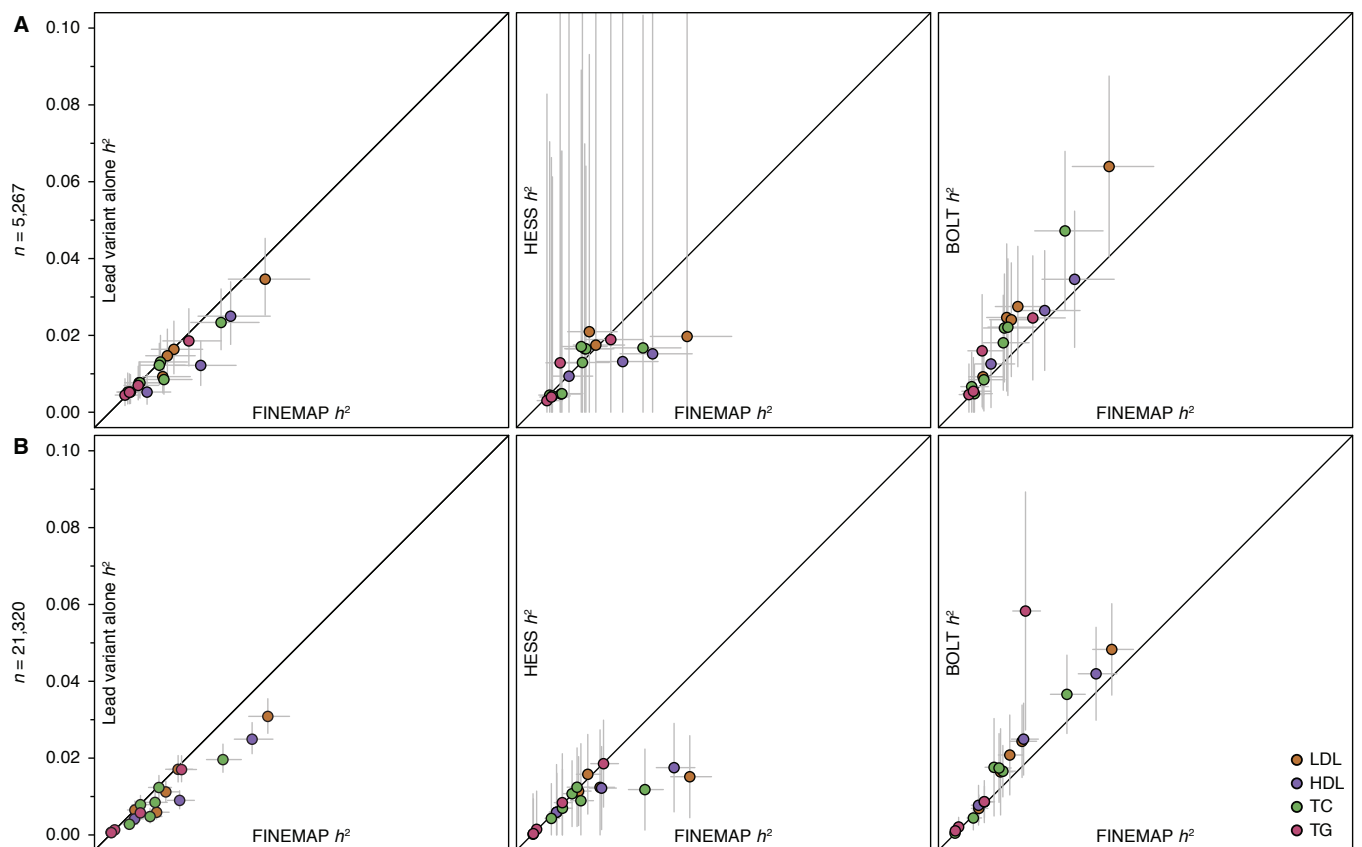 A
0.10
0.08
0.06
0.04
0.02
0.00
n = 5,267
Lead variant alone h²
FINEMAP h²
HESS h²
FINEMAP h²
BOLT h²
FINEMAP h²
B
0.10
0.08
0.06
0.04
0.02
0.00
n = 21,320
Lead variant alone h²
FINEMAP h²
HESS h²
FINEMAP h²
BOLT h²
FINEMAP h²
LDL
HDL
TC
TG